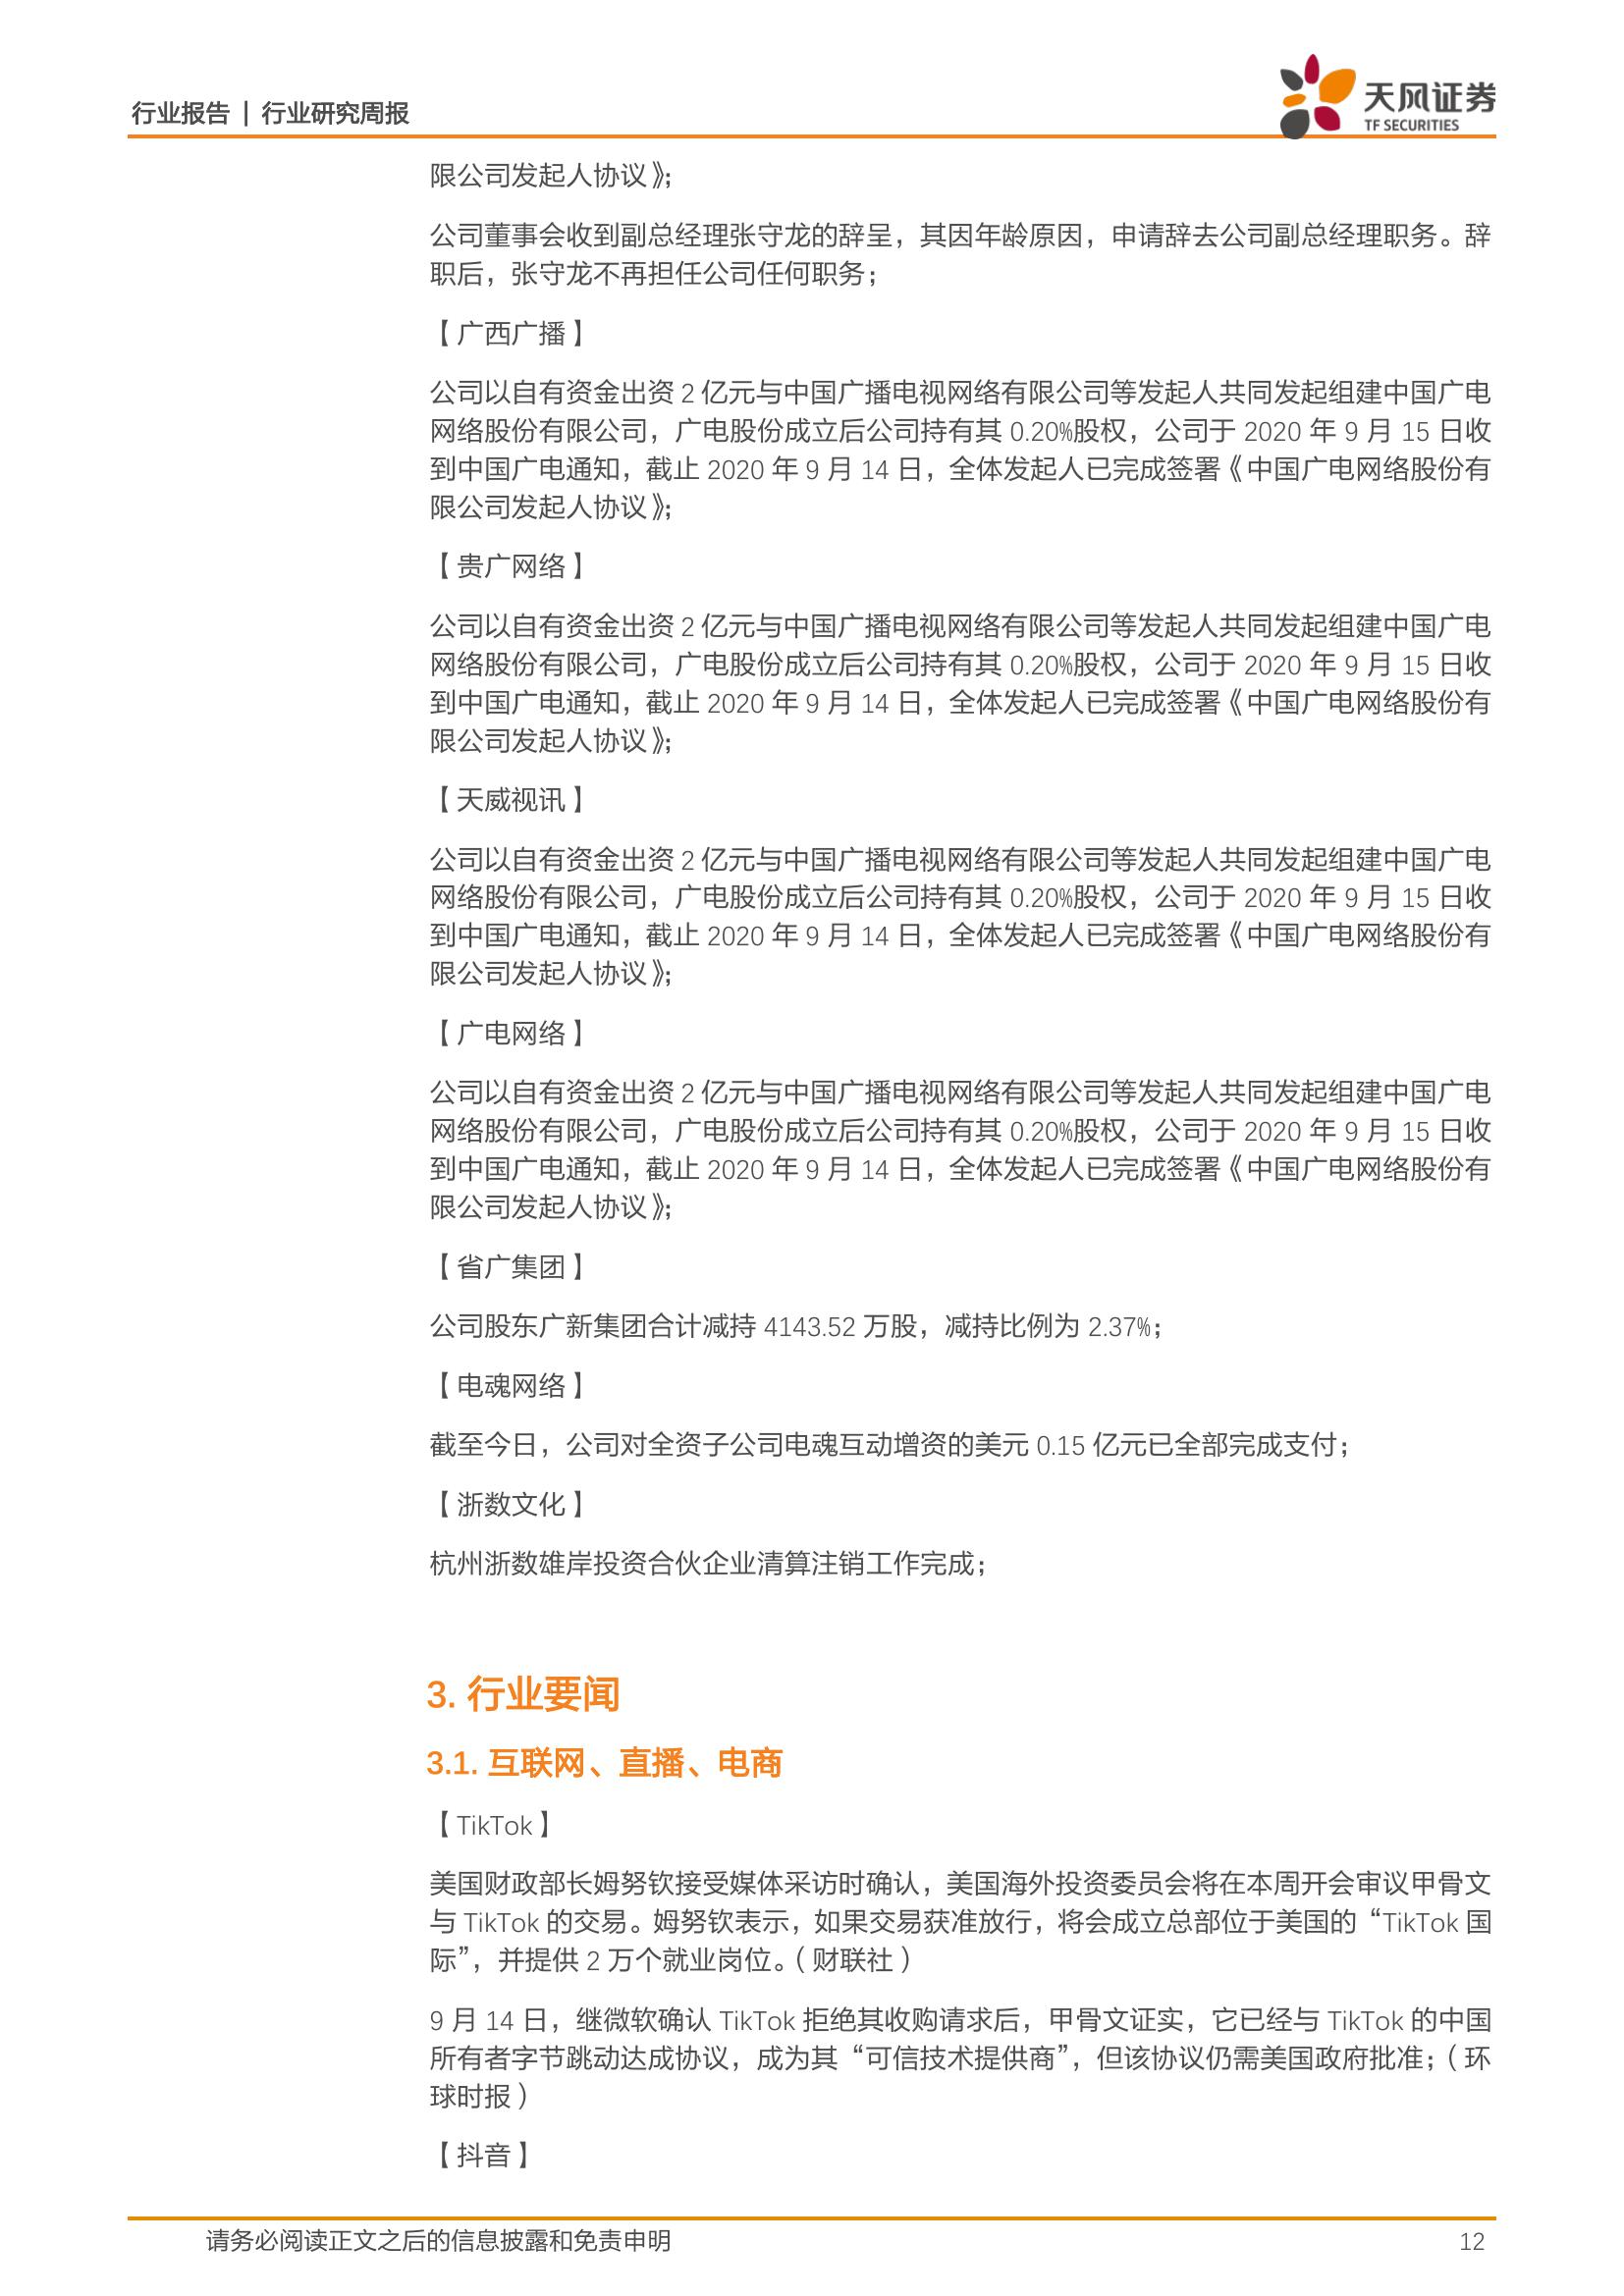 行业报告 | 行业研究周报
天风证券
TF SECURITIES
限公司发起人协议》;
公司董事会收到副总经理张守龙的辞呈，其因年龄原因，申请辞去公司副总经理职务。辞
职后，张守龙不再担任公司任何职务；
【广西广播】
公司以自有资金出资 2 亿元与中国广播电视网络有限公司等发起人共同发起组建中国广电
网络股份有限公司，广电股份成立后公司持有其 0.20%股权，公司于 2020 年 9 月 15 日收
到中国广电通知，截止 2020 年 9 月 14 日，全体发起人已完成签署《中国广电网络股份有
限公司发起人协议》;
【贵广网络】
公司以自有资金出资 2 亿元与中国广播电视网络有限公司等发起人共同发起组建中国广电
网络股份有限公司，广电股份成立后公司持有其 0.20%股权，公司于 2020 年 9 月 15 日收
到中国广电通知，截止 2020 年 9 月 14 日，全体发起人已完成签署《中国广电网络股份有
限公司发起人协议》;
【天威视讯】
公司以自有资金出资 2 亿元与中国广播电视网络有限公司等发起人共同发起组建中国广电
网络股份有限公司，广电股份成立后公司持有其 0.20%股权，公司于 2020 年 9 月 15 日收
到中国广电通知，截止 2020 年 9 月 14 日，全体发起人已完成签署《中国广电网络股份有
限公司发起人协议》;
【广电网络】
公司以自有资金出资 2 亿元与中国广播电视网络有限公司等发起人共同发起组建中国广电
网络股份有限公司，广电股份成立后公司持有其 0.20%股权，公司于 2020 年 9 月 15 日收
到中国广电通知，截止 2020 年 9 月 14 日，全体发起人已完成签署《中国广电网络股份有
限公司发起人协议》;
【省广集团】
公司股东广新集团合计减持 4143.52 万股，减持比例为 2.37%；
【电魂网络】
截至今日，公司对全资子公司电魂互动增资的美元 0.15 亿元已全部完成支付；
【浙数文化】
杭州浙数雄岸投资合伙企业清算注销工作完成；
3. 行业要闻
3.1. 互联网、直播、电商
【TikTok】
美国财政部长姆努钦接受媒体采访时确认，美国海外投资委员会将在本周开会审议甲骨文
与 TikTok 的交易。姆努钦表示，如果交易获准放行，将会成立总部位于美国的“TikTok 国
际”，并提供 2 万个就业岗位。（财联社）
9 月 14 日，继微软确认 TikTok 拒绝其收购请求后，甲骨文证实，它已经与 TikTok 的中国
所有者字节跳动达成协议，成为其“可信技术提供商”，但该协议仍需美国政府批准；（环
球时报）
【抖音】
请务必阅读正文之后的信息披露和免责申明
12